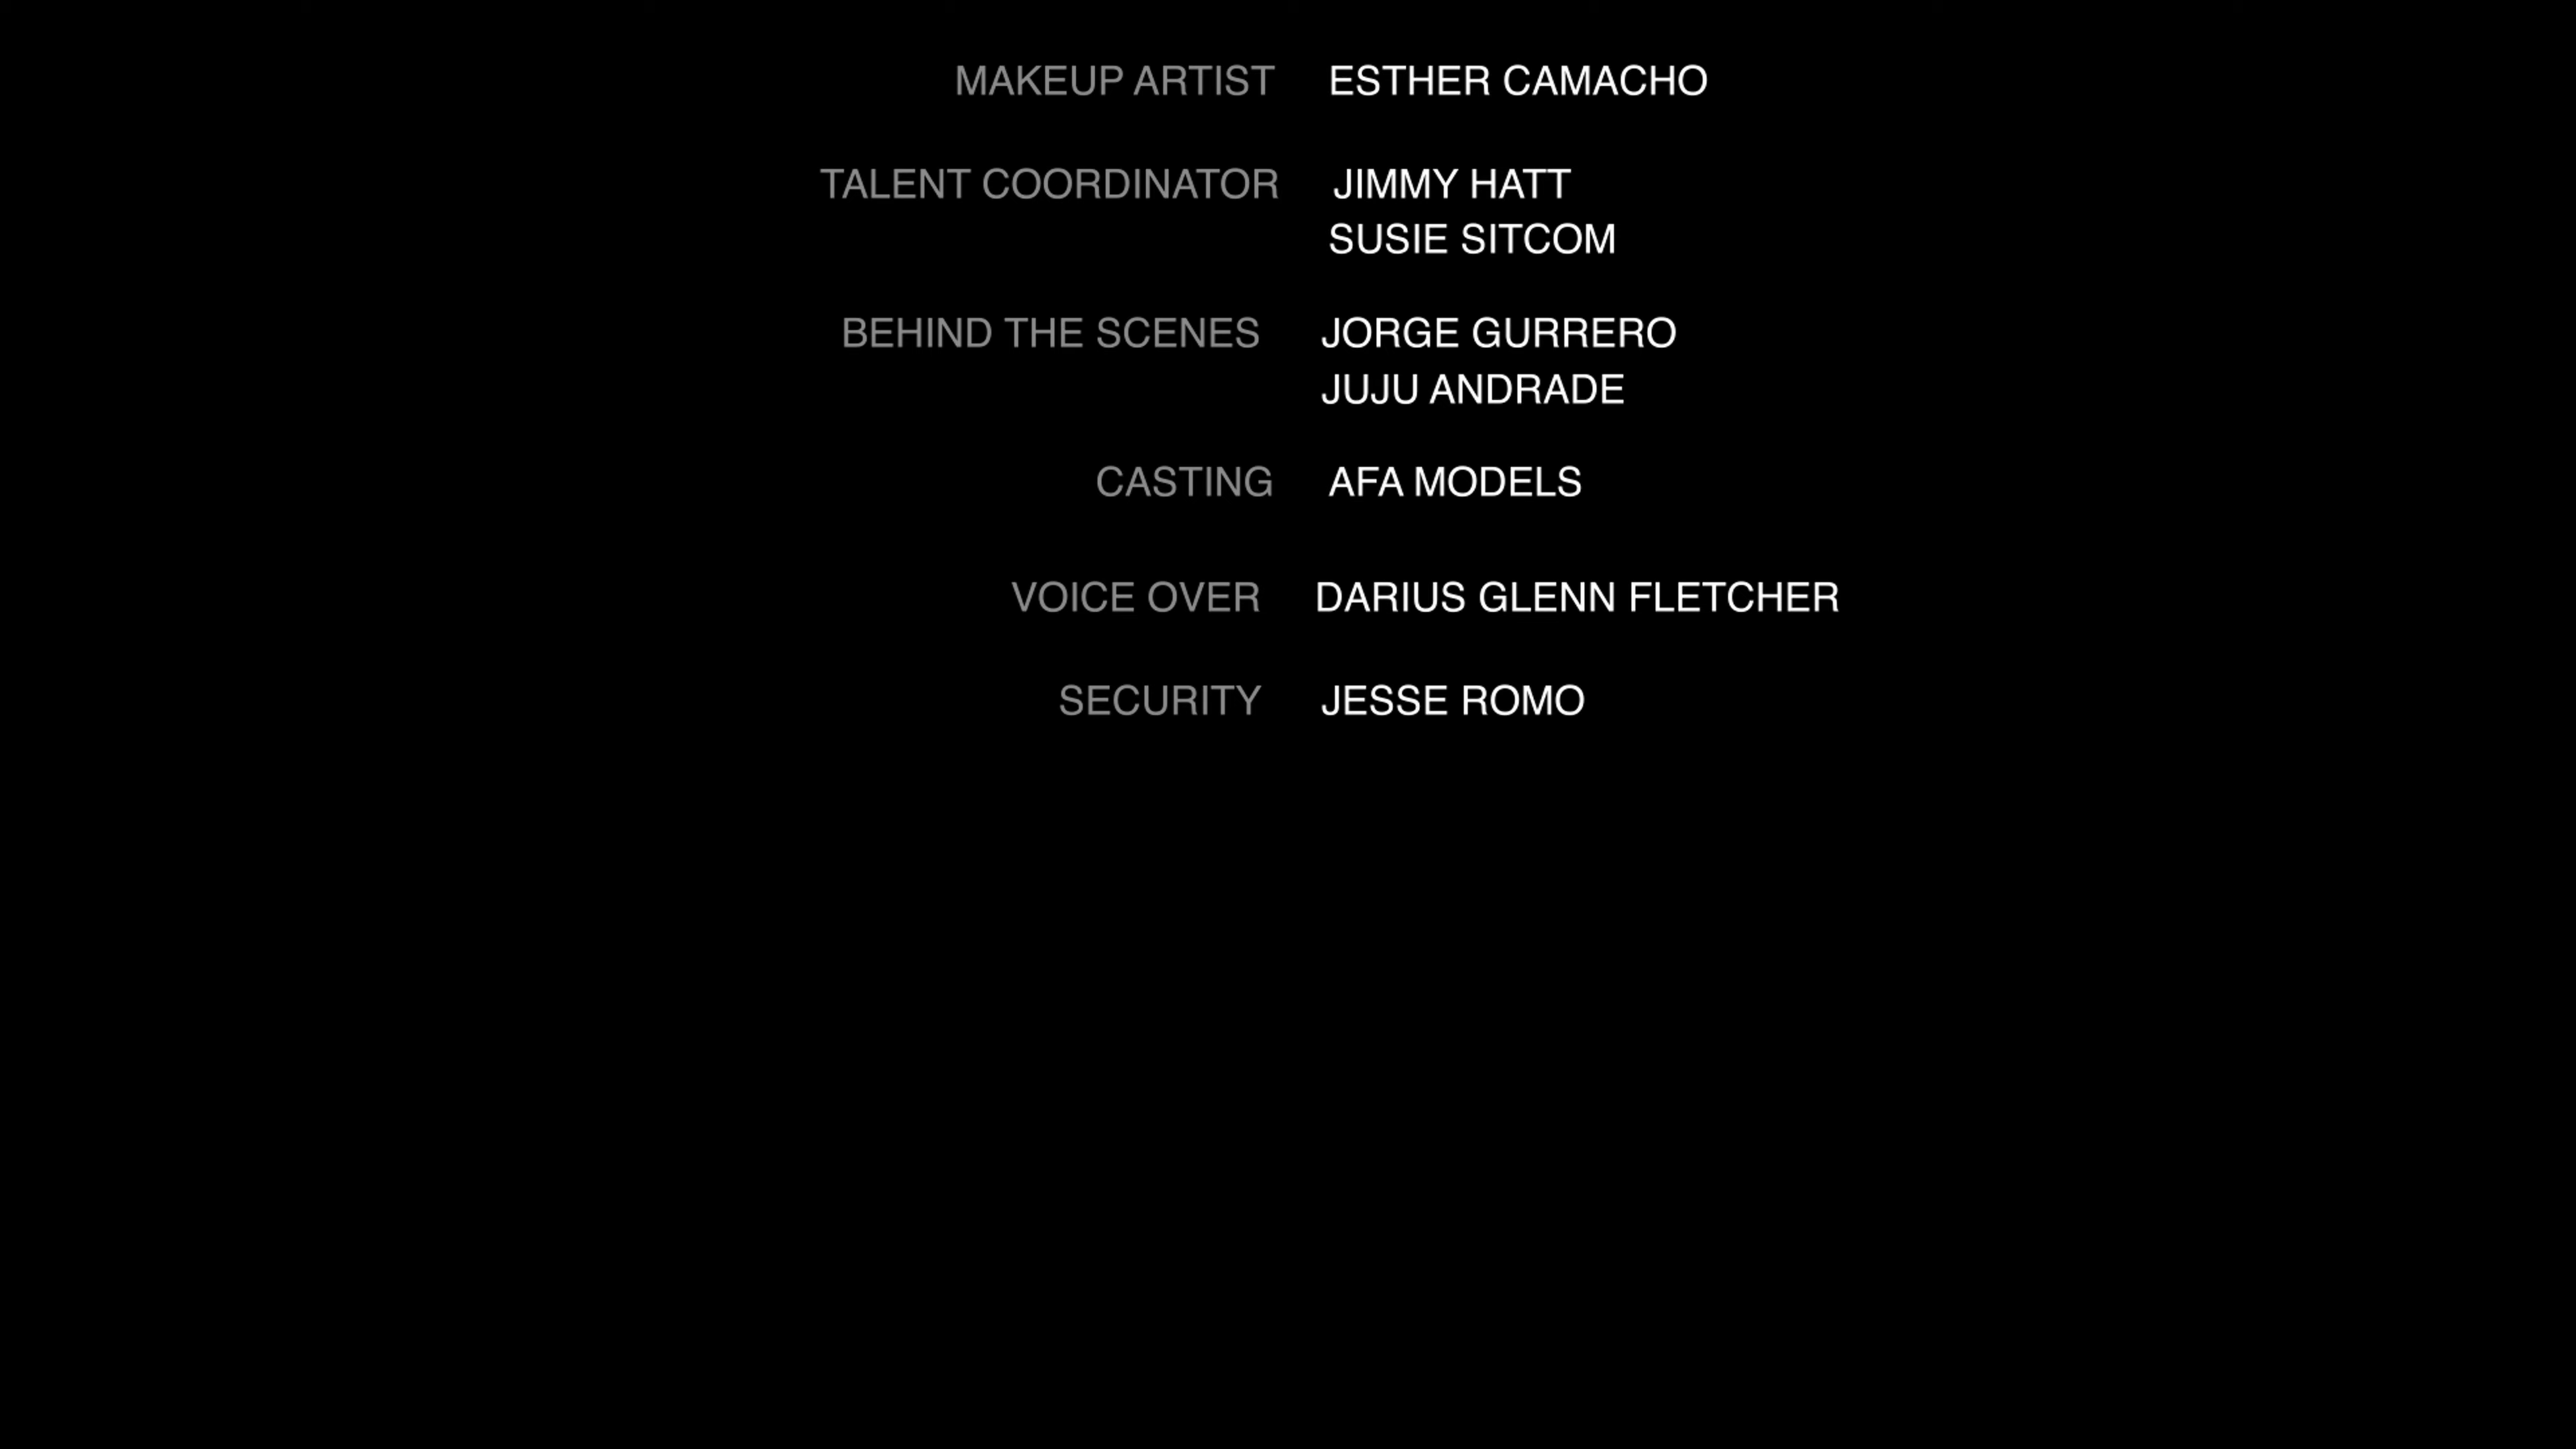 MAKEUP ARTIST ESTHER CAMACHO
TALENT COORDINATOR JIMMY HATT
SUSIE SITCOM
BEHIND THE SCENES JORGE GURRERO
JUJU ANDRADE
CASTING AFA MODELS
VOICE OVER DARIUS GLENN FLETCHER
SECURITY JESSE ROMO